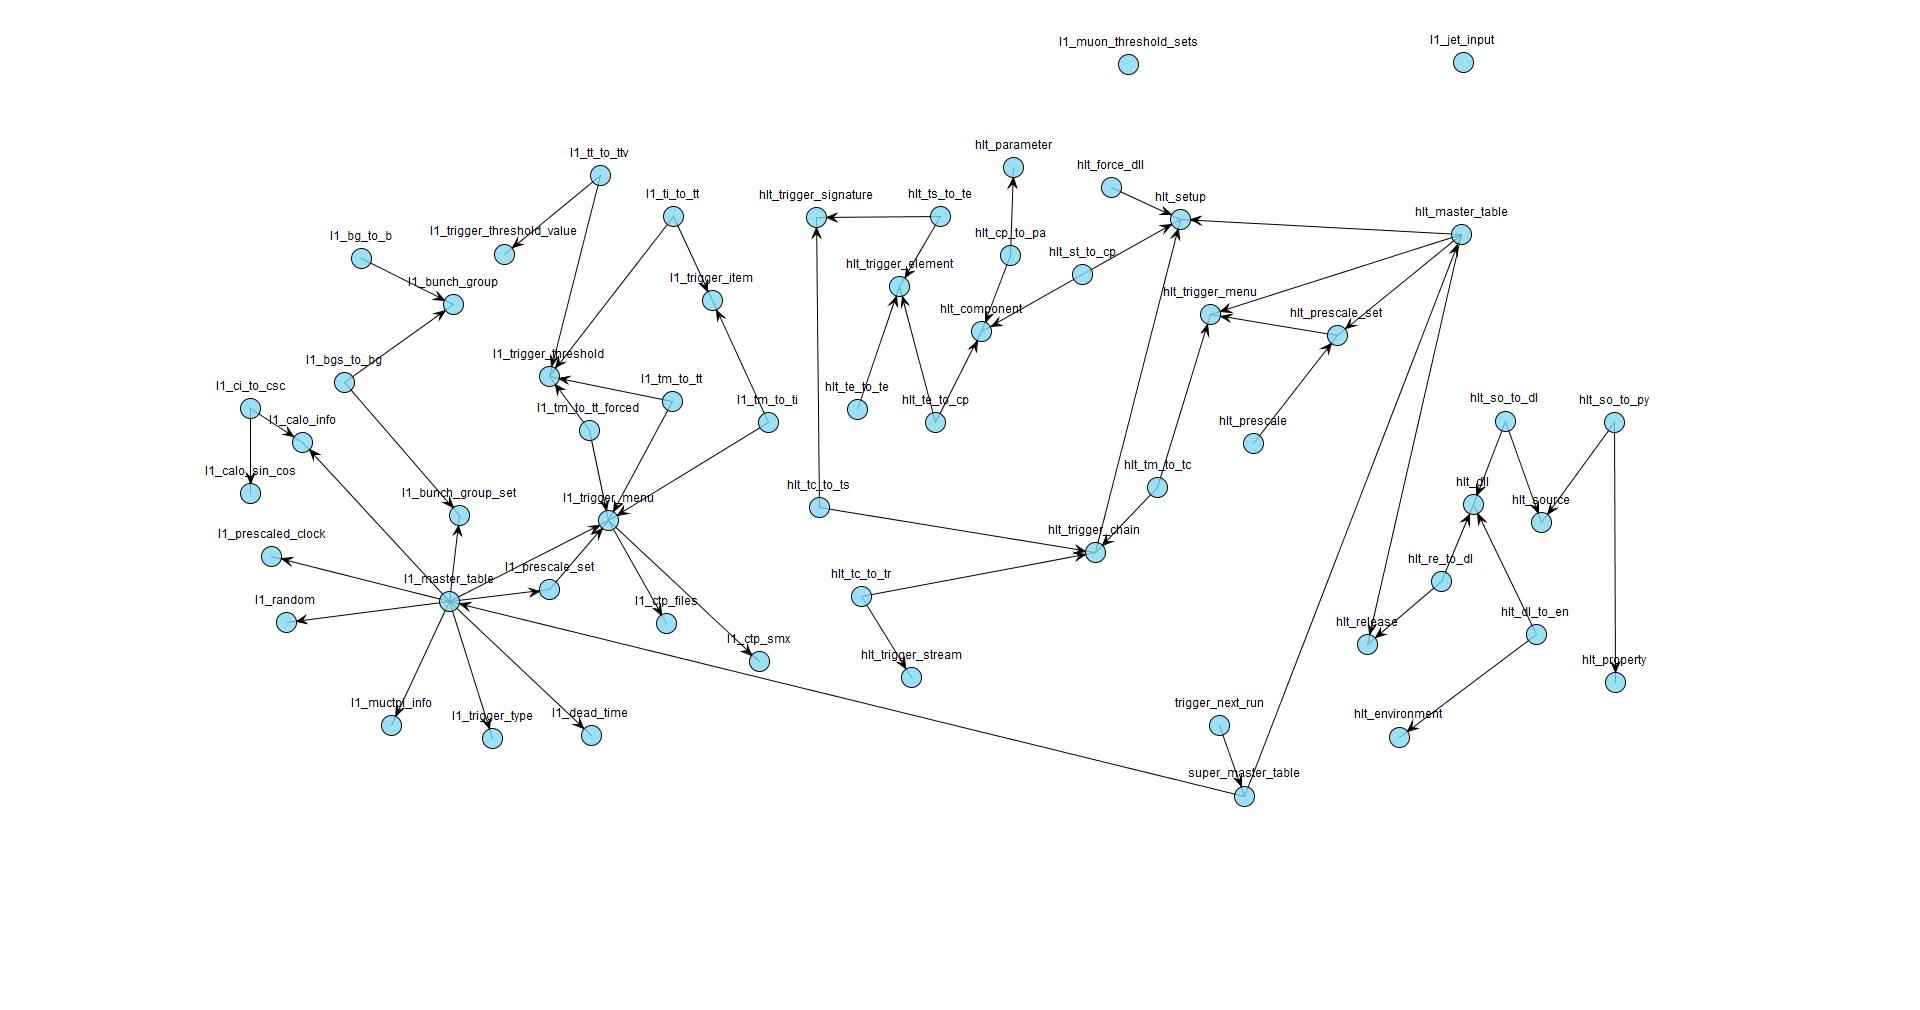 l1_jet_input
l1_muon_threshold_sets
hlt_parameter
l1_tt_to_ttv
hlt_force_dll
l1_ti_to_tt
hlt_trigger_signature
hlt_ts_to_te
hlt_setup
hlt_master_table
l1_trigger_threshold_value
hlt_cp_to_pa
l1_bg_to_b
hlt_st_to_cp
hlt_trigger_element
l1_trigger_item
l1_bunch_group
hlt_trigger_menu
hlt_component
hlt_prescale_set
l1_trigger_threshold
l1_bgs_to_bg
l1_tm_to_tt
l1_ci_to_csc
hlt_te_to_te
hlt_so_to_dl
l1_tm_to_ti
hlt_te_to_cp
hlt_so_to_py
l1_tm_to_tt_forced
l1_calo_info
hlt_prescale
hlt_tm_to_tc
l1_calo_sin_cos
hlt_dll
hlt_tc_to_ts
l1_bunch_group_set
l1_trigger_menu
hlt_source
hlt_trigger_chain
l1_prescaled_clock
hlt_re_to_dl
l1_prescale_set
hlt_tc_to_tr
l1_master_table
l1_random
l1_ctp_files
hlt_dl_to_en
hlt_release
l1_ctp_smx
hlt_trigger_stream
hlt_property
l1_muctpi_info
trigger_next_run
l1_dead_time
hlt_environment
l1_trigger_type
super_master_table